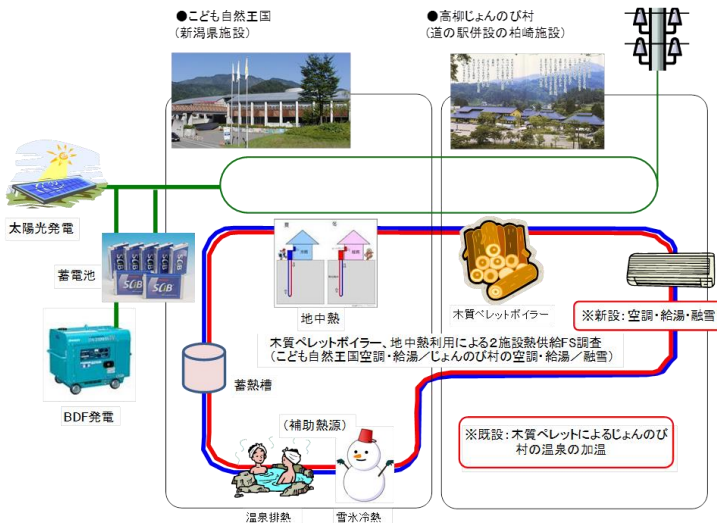 ●こども自然王国
（新潟県施設）
●高柳じょんのび村
（道の駅併設の柏崎施設）
太陽光発電
蓄電池
SCiB
SCiB
BDF発電
夏
冬
地中熱
木質ペレットボイラー
※新設：空調・給湯・融雪
木質ペレットボイラー、地中熱利用による２施設熱供給FS調査
（こども自然王国空調・給湯／じょんのび村の空調・給湯／融雪）
蓄熱槽
（補助熱源）
※既設：木質ペレットによるじょんのび
村の温泉の加温
温泉排熱
雪氷冷熱